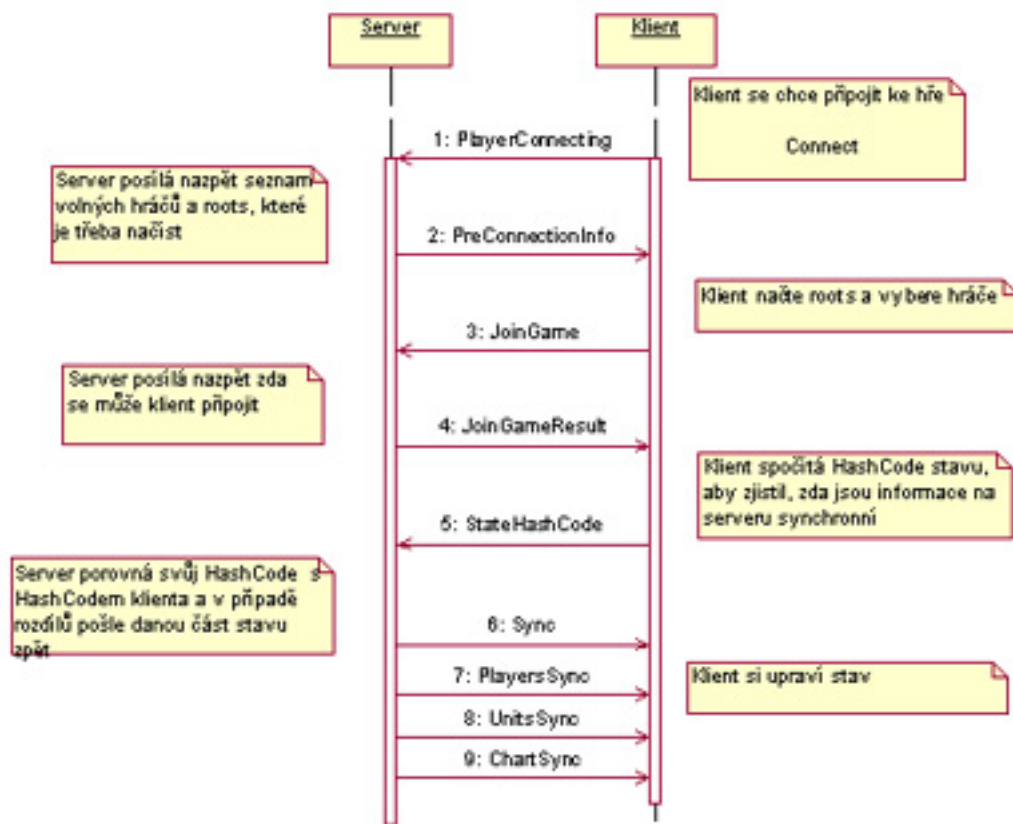 Server
Klient
Klient se chce připojit ke hře
Connect
1: PlayerConnecting
Server posílá nazpět seznam
volných hráčů a roots, které
je třeba načíst
2: PreConnectionInfo
Klient načte roots a vybere hráče
3: JoinGame
Server posílá nazpět zda
se může klient připojit
4: JoinGameResult
Klient spočítá HashCode stavu,
aby zjistil, zda jsou informace na
serveru synchronní
5: StateHashCode
Server porovná svůj HashCode s
HashCodem klienta a v případě
rozdílů pošle danou část stavu
zpět
6: Sync
7: PlayersSync
Klient si upraví stav
8: UnitsSync
9: ChartSync